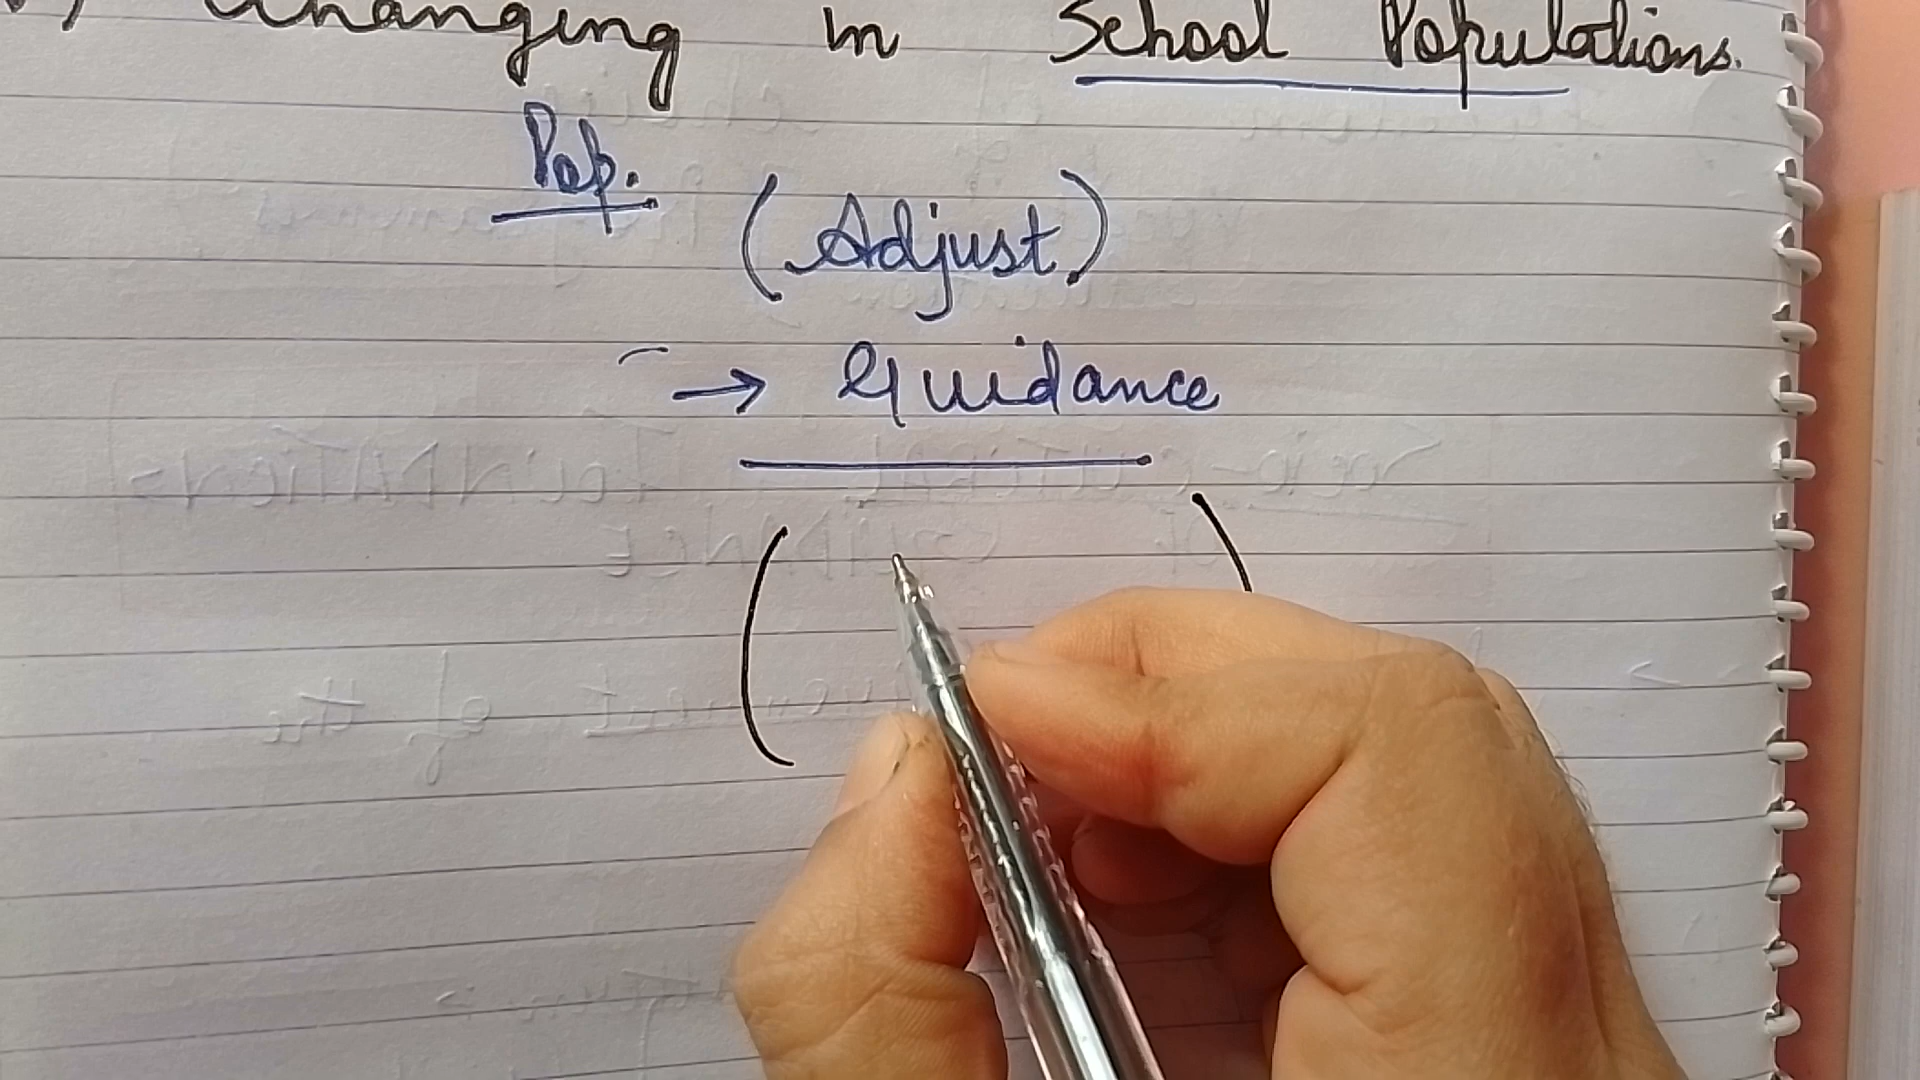 Changing in School Populations.
Pop.
(Adjust)
→ Guidance
( )